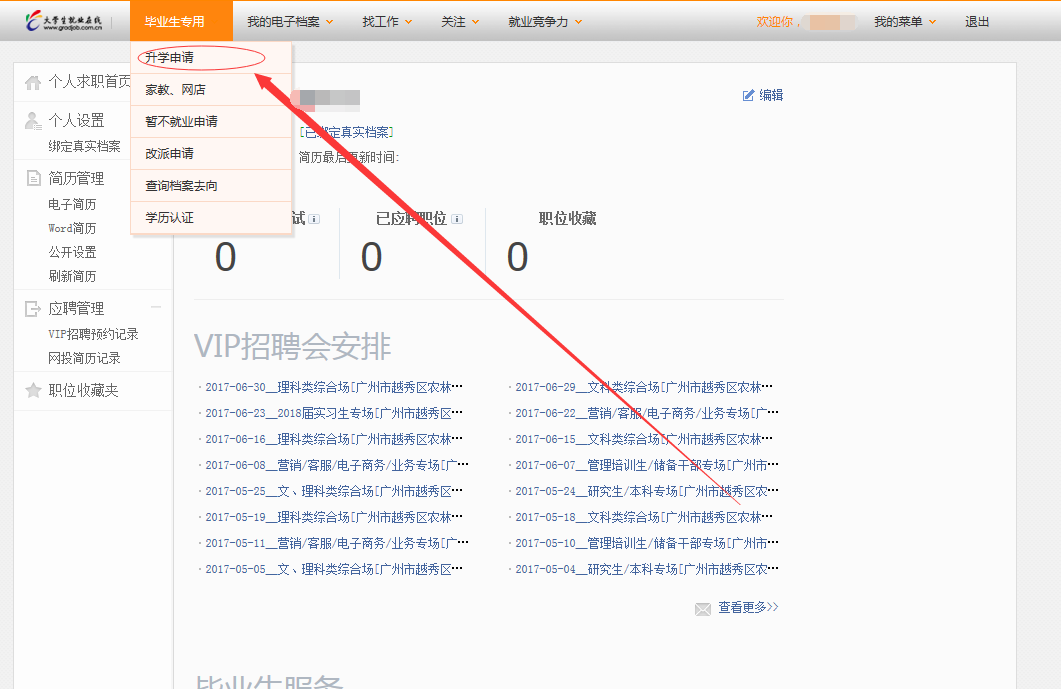 大学生就业在线
www.gradjob.com.cn
毕业生专用 我的电子档案 找工作 关注 就业竞争力 欢迎你， 我的菜单 退出
升学申请
家教、网店
暂不就业申请
改派申请
查询档案去向
学历认证
个人求职首页
个人设置
绑定真实档案
简历管理
电子简历
Word简历
公开设置
刷新简历
应聘管理
VIP招聘预约记录
网投简历记录
职位收藏夹
编辑
[已绑定真实档案]
简历最后更新时间:
试 已应聘职位 职位收藏
0 0 0
VIP招聘会安排
·2017-06-30__理科类综合场[广州市越秀区农林…
·2017-06-29__文科类综合场[广州市越秀区农林…
·2017-06-23__2018届实习生专场[广州市越秀区…
·2017-06-22__营销/客服/电子商务/业务专场[广…
·2017-06-16__理科类综合场[广州市越秀区农林…
·2017-06-15__文科类综合场[广州市越秀区农林…
·2017-06-08__营销/客服/电子商务/业务专场[广…
·2017-06-07__管理培训生/储备干部专场[广州市…
·2017-05-25__文、理科类综合场[广州市越秀区…
·2017-05-24__研究生/本科专场[广州市越秀区农…
·2017-05-19__理科类综合场[广州市越秀区农林…
·2017-05-18__文科类综合场[广州市越秀区农林…
·2017-05-11__营销/客服/电子商务/业务专场[广…
·2017-05-10__管理培训生/储备干部专场[广州市…
·2017-05-05__文、理科类综合场[广州市越秀区…
·2017-05-04__研究生/本科专场[广州市越秀区农…
查看更多>>
毕业生服务